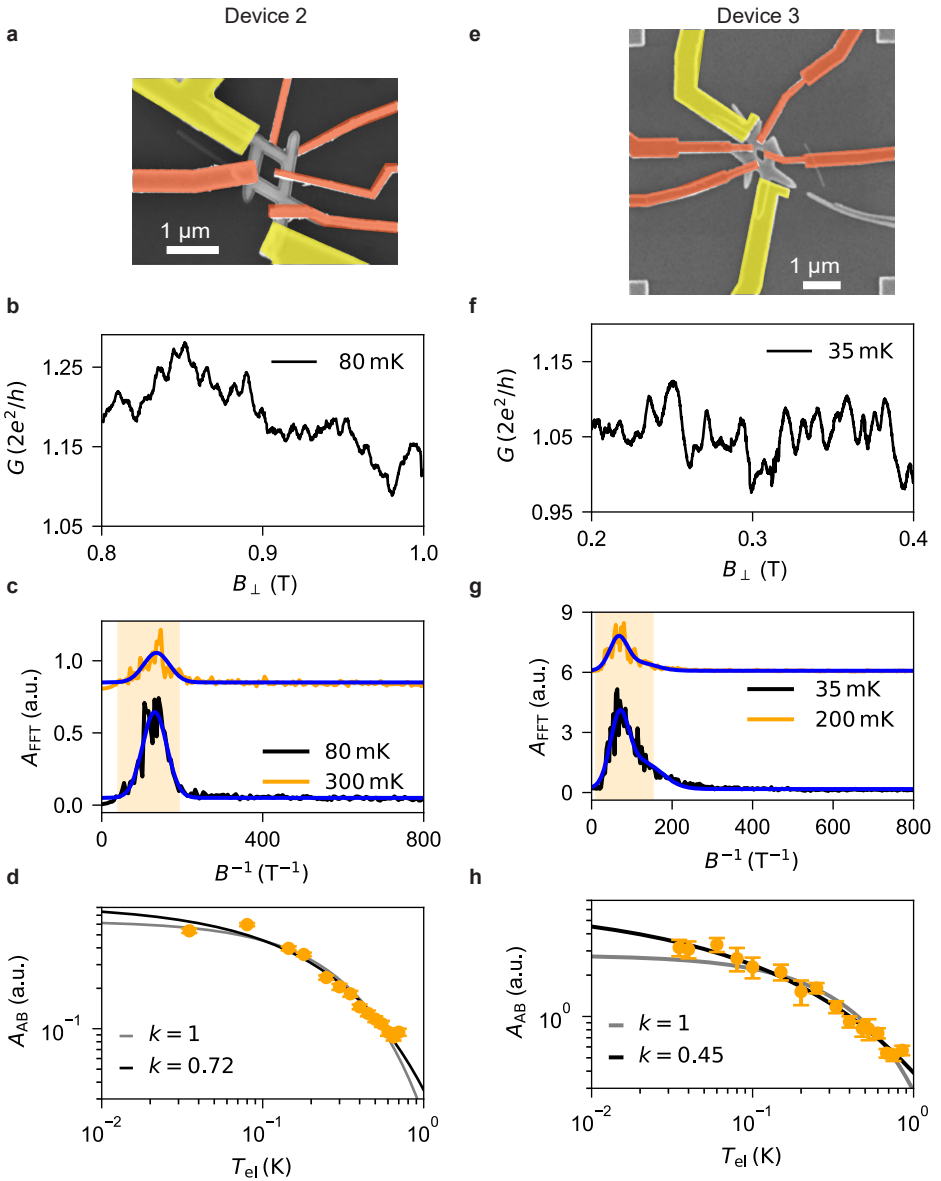 Device 2
a
1 μm
b
80 mK
G (2e²/h)
1.25
1.15
1.05
0.8
0.9
1.0
B⊥ (T)
c
A_FFT (a.u.)
1.0
0.5
0.0
80 mK
300 mK
0
400
800
B⁻¹ (T⁻¹)
d
A_AB (a.u.)
10⁻¹
k = 1
k = 0.72
10⁻²
10⁻¹
10⁰
T_el (K)
Device 3
e
1 μm
f
35 mK
G (2e²/h)
1.15
1.05
0.95
0.2
0.3
0.4
B⊥ (T)
g
A_FFT (a.u.)
9
6
3
0
35 mK
200 mK
0
200
400
600
800
B⁻¹ (T⁻¹)
h
A_AB (a.u.)
10⁰
k = 1
k = 0.45
10⁻²
10⁻¹
10⁰
T_el (K)